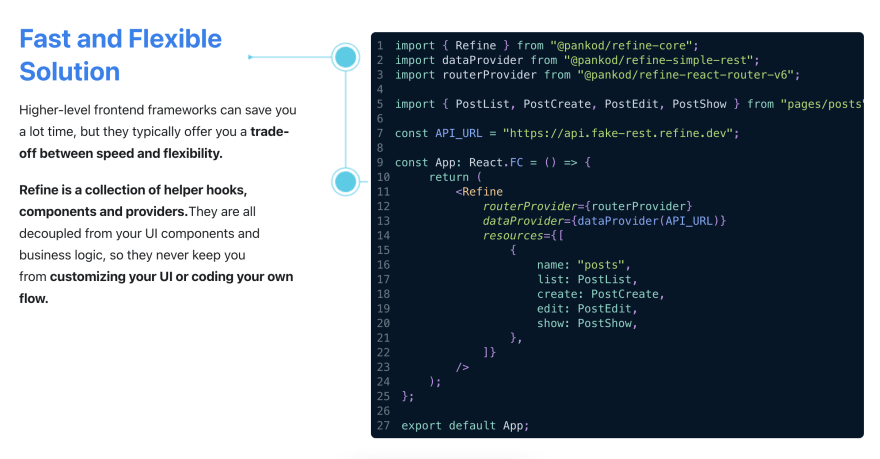 Fast and Flexible
Solution
Higher-level frontend frameworks can save you
a lot time, but they typically offer you a trade-
off between speed and flexibility.
Refine is a collection of helper hooks,
components and providers.They are all
decoupled from your UI components and
business logic, so they never keep you
from customizing your UI or coding your own
flow.
1 import { Refine } from "@pankod/refine-core";
2 import dataProvider from "@pankod/refine-simple-rest";
3 import routerProvider from "@pankod/refine-react-router-v6";
4
5 import { PostList, PostCreate, PostEdit, PostShow } from "pages/posts"
6
7 const API_URL = "https://api.fake-rest.refine.dev";
8
9 const App: React.FC = () => {
10 return (
11 <Refine
12 routerProvider={routerProvider}
13 dataProvider={dataProvider(API_URL)}
14 resources={[
15 {
16 name: "posts",
17 list: PostList,
18 create: PostCreate,
19 edit: PostEdit,
20 show: PostShow,
21 },
22 ]}
23 />
24 );
25 };
26
27 export default App;